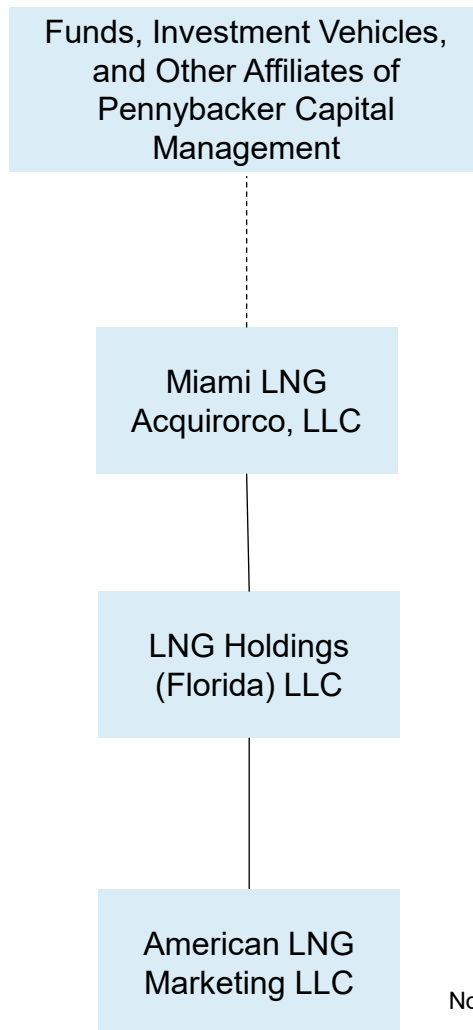 Funds, Investment Vehicles,
and Other Affiliates of
Pennybacker Capital
Management
Miami LNG
Acquirorco, LLC
LNG Holdings
(Florida) LLC
American LNG
Marketing LLC